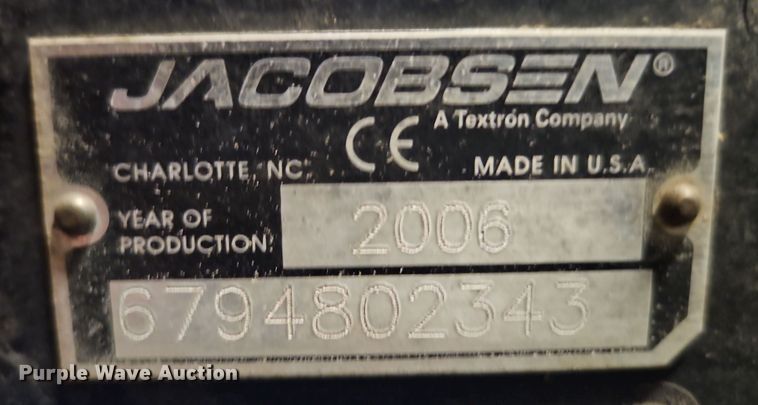 JACOBSEN®
A Textron Company
CE
CHARLOTTE, NC.
MADE IN U.S.A.
YEAR OF PRODUCTION: 2006
6794802343
Purple Wave Auction